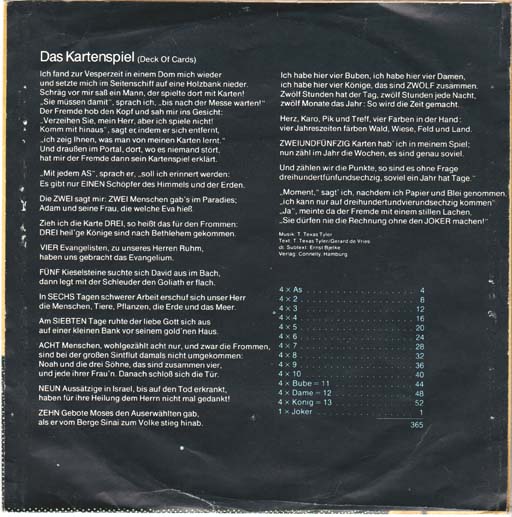 Das Kartenspiel (Deck Of Cards)
Ich fand zur Vesperzeit in einem Dom mich wieder
und setzte mich im Seitenschiff auf eine Holzbank nieder.
Schräg vor mir saß ein Mann, der spielte dort mit Karten!
„Sie müssen damit“, sprach ich, „bis nach der Messe warten!“
Der Fremde hob den Kopf und sah mir ins Gesicht:
„Verzeihen Sie, mein Herr, aber ich spiele nicht!
Komm mit hinaus“, sagt er, indem er sich entfernt,
„ich zeig Ihnen, was man von meinen Karten lernt.“
Und draußen im Portal, dort, wo es niemand stört,
hat mir der Fremde dann sein Kartenspiel erklärt.
„Mit jedem AS“, sprach er, „soll ich erinnert werden:
Es gibt nur EINEN Schöpfer des Himmels und der Erden.
Die ZWEI sagt mir: ZWEI Menschen gab's im Paradies;
Adam und seine Frau, die welche Eva hieß.
Zieh ich die Karte DREI, so heißt das für den Frommen:
DREI heil'ge Könige sind nach Bethlehem gekommen.
VIER Evangelisten, zu unseres Herren Ruhm,
haben uns gebracht das Evangelium.
FÜNF Kieselsteine suchte sich David aus im Bach,
dann legt mit der Schleuder den Goliath er flach.
In SECHS Tagen schwerer Arbeit erschuf sich unser Herr
die Menschen, Tiere, Pflanzen, die Erde und das Meer.
Am SIEBTEN Tage ruhte der liebe Gott sich aus
auf einer kleinen Bank vor seinem gold'nen Haus.
ACHT Menschen, wohlgezählt acht nur, und zwar die Frommen,
sind bei der großen Sintflut damals nicht umgekommen:
Noah und die drei Söhne, das sind zusammen vier,
und jede ihrer Frau'n. Danach schloß sich die Tür.
NEUN Aussätzige in Israel, bis auf den Tod erkrankt,
haben für ihre Heilung dem Herrn nicht mal gedankt!
ZEHN Gebote Moses den Auserwählten gab,
als er vom Berge Sinai zum Volke stieg hinab.
Ich habe hier vier Buben, ich habe hier vier Damen,
ich habe hier vier Könige, das sind ZWÖLF zusammen.
Zwölf Stunden hat der Tag, zwölf Stunden jede Nacht,
zwölf Monate das Jahr: So wird die Zeit gemacht.
Herz, Karo, Pik und Treff, vier Farben in der Hand:
vier Jahreszeiten färben Wald, Wiese, Feld und Land.
ZWEIUNDFÜNFZIG Karten hab' ich in meinem Spiel;
nun zähl im Jahr die Wochen, es sind genau soviel.
Und zählen wir die Punkte, so sind es ohne Frage
dreihundertfünfundsechzig, soviel ein Jahr hat Tage.“
„Moment,“ sagt' ich, nachdem ich Papier und Blei genommen,
„ich kann nur auf dreihundertundvierundsechzig kommen!“
„Ja“, meinte da der Fremde mit einem stillen Lachen,
„Sie dürfen nie die Rechnung ohne den JOKER machen!“
Musik: T. Texas Tyler
Text: T. Texas Tyler/Gerard de Vries
dt. Subtext: Ernst Bjelke
Verlag: Connelly, Hamburg
4 × As . . . . . . . . . . 4
4 × 2 . . . . . . . . . . 8
4 × 3 . . . . . . . . . . 12
4 × 4 . . . . . . . . . . 16
4 × 5 . . . . . . . . . . 20
4 × 6 . . . . . . . . . . 24
4 × 7 . . . . . . . . . . 28
4 × 8 . . . . . . . . . . 32
4 × 9 . . . . . . . . . . 36
4 × 10 . . . . . . . . . . 40
4 × Bube = 11 . . . . . . . . . . 44
4 × Dame = 12 . . . . . . . . . . 48
4 × König = 13 . . . . . . . . . . 52
1 × Joker . . . . . . . . . . 1
365